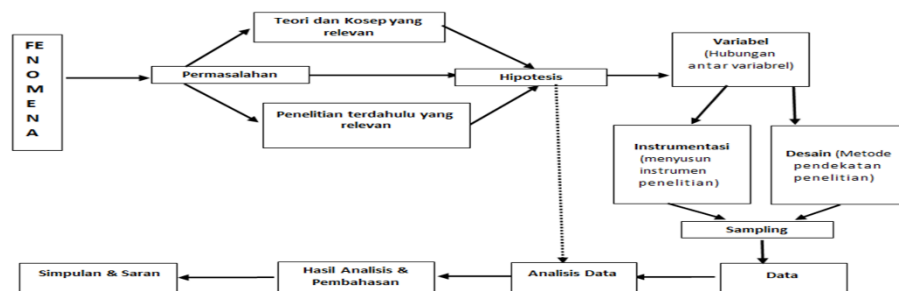 FE
N
O
M
E
N
A
Permasalahan
Teori dan Kosep yang
relevan
Penelitian terdahulu yang
relevan
Hipotesis
Variabel
(Hubungan
antar variabrel)
Instrumentasi
(menyusun
instrumen
penelitian)
Desain (Metode
pendekatan
penelitian)
Sampling
Data
Analisis Data
Hasil Analisis &
Pembahasan
Simpulan & Saran